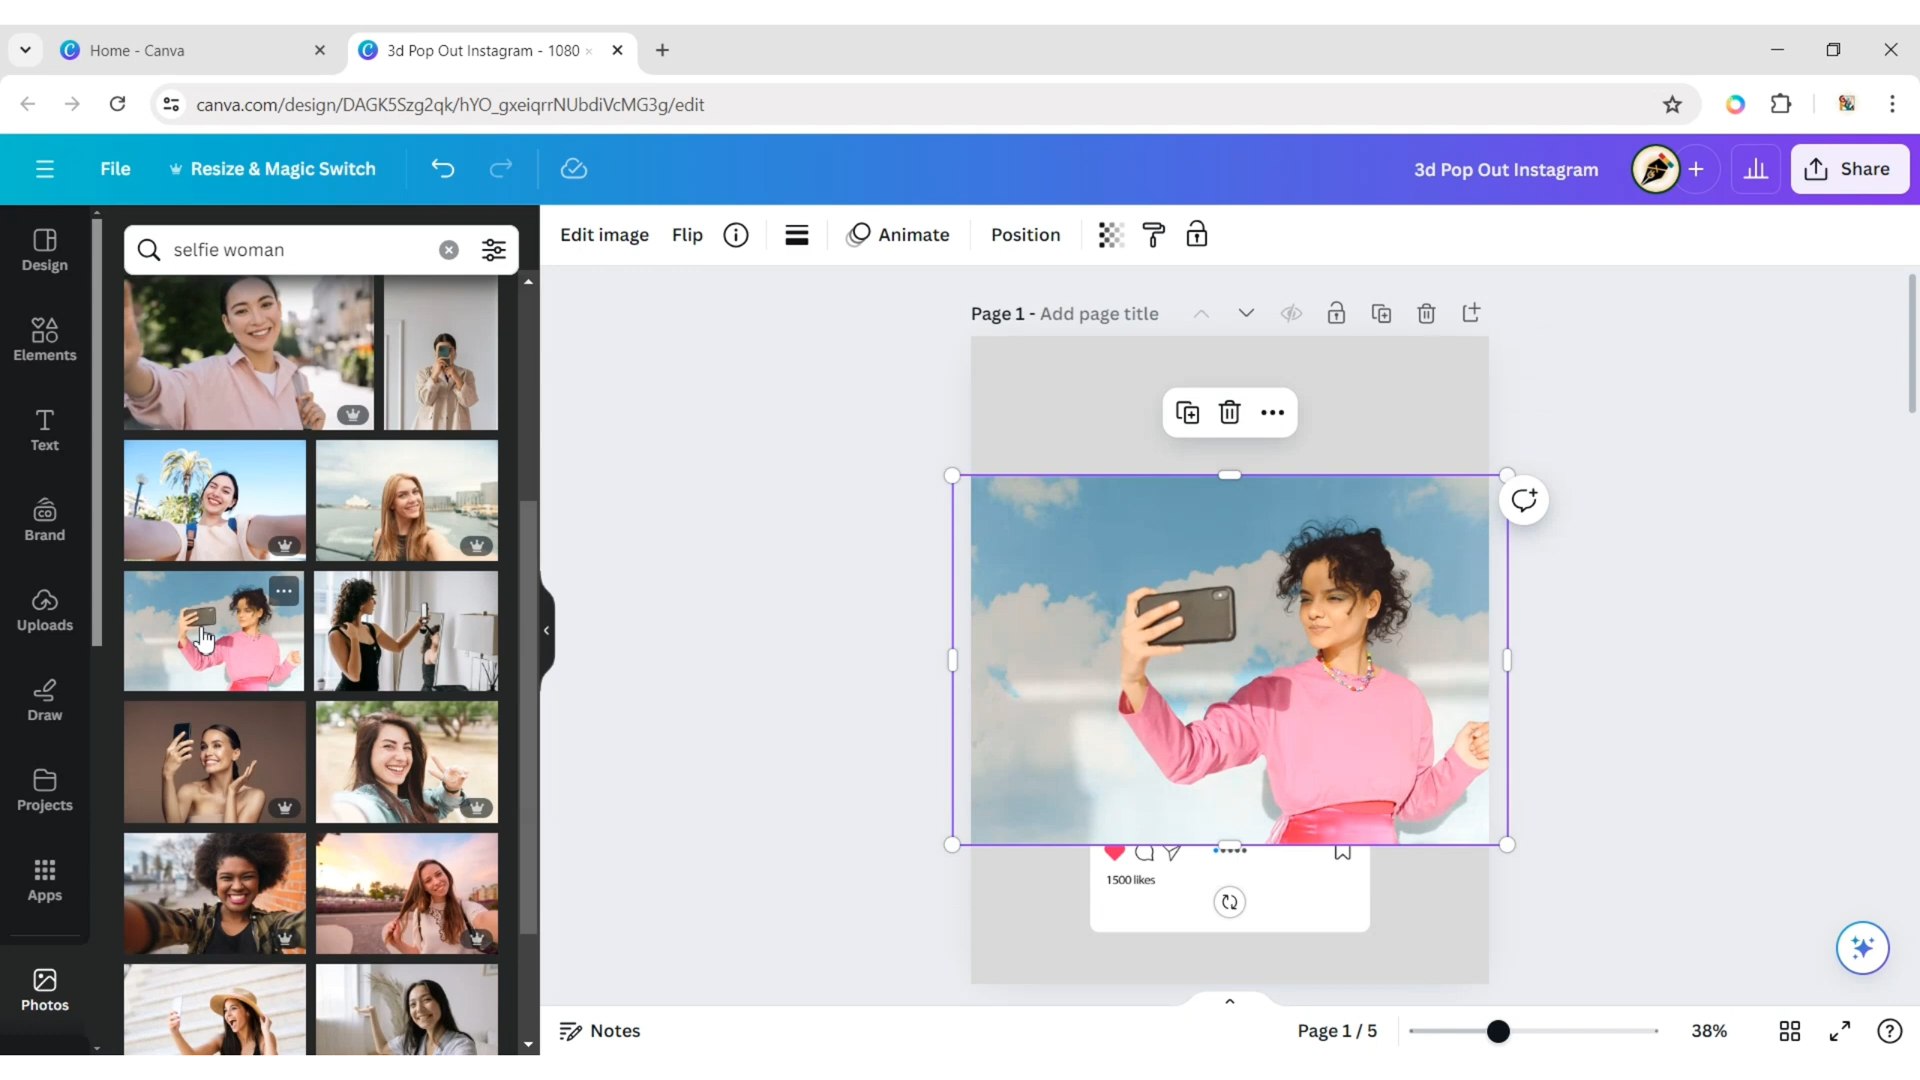 Home - Canva
3d Pop Out Instagram - 1080
canva.com/design/DAGK5Szg2qk/hYO_gxeiqrrNUbdiVcMG3g/edit
File
Resize & Magic Switch
3d Pop Out Instagram
Share
Design
Elements
Text
Brand
Uploads
Draw
Projects
Apps
Photos
selfie woman
Edit image
Flip
Animate
Position
Page 1 - Add page title
1500 likes
Notes
Page 1 / 5
38%